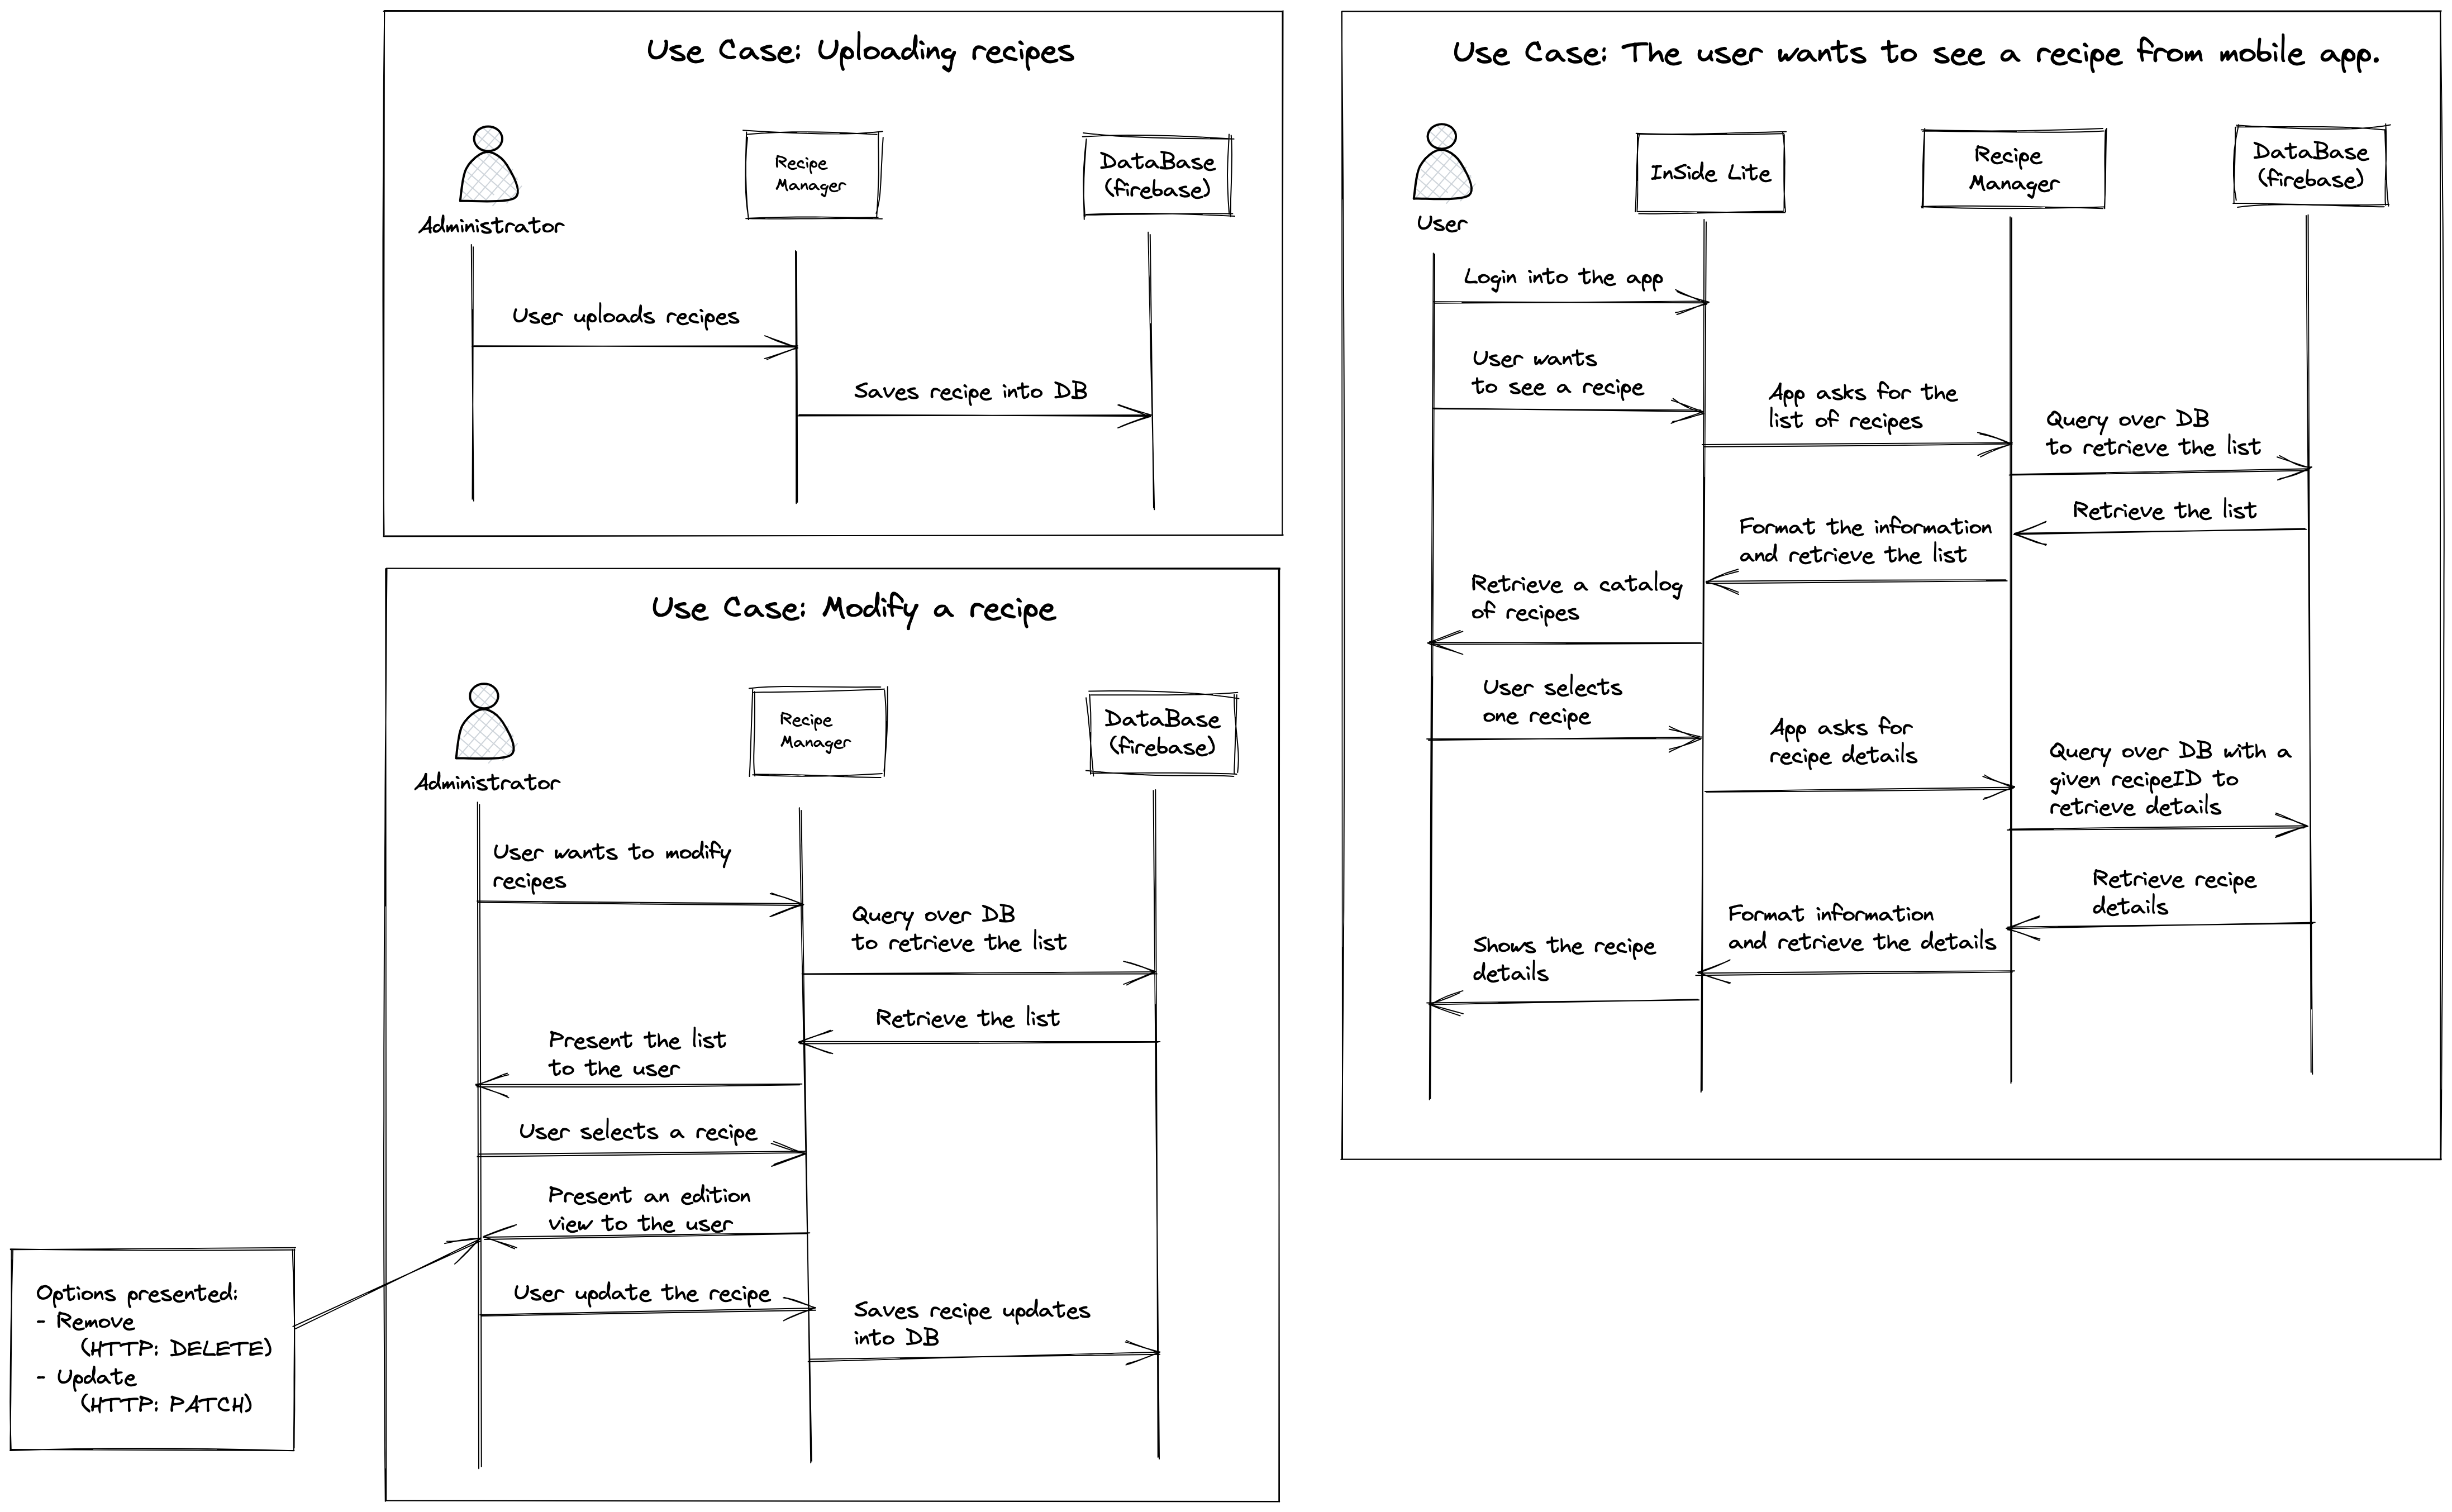 Use Case: Uploading recipes
Administrator
Recipe
Manager
DataBase
(firebase)
User uploads recipes
Saves recipe into DB
Use Case: Modify a recipe
Administrator
Recipe
Manager
DataBase
(firebase)
User wants to modify
recipes
Query over DB
to retrieve the list
Retrieve the list
Present the list
to the user
User selects a recipe
Present an edition
view to the user
User update the recipe
Saves recipe updates
into DB
Options presented:
- Remove
(HTTP: DELETE)
- Update
(HTTP: PATCH)
Use Case: The user wants to see a recipe from mobile app.
User
InSide Lite
Recipe
Manager
DataBase
(firebase)
Login into the app
User wants
to see a recipe
App asks for the
list of recipes
Query over DB
to retrieve the list
Retrieve the list
Format the information
and retrieve the list
Retrieve a catalog
of recipes
User selects
one recipe
App asks for
recipe details
Query over DB with a
given recipeID to
retrieve details
Retrieve recipe
details
Format information
and retrieve the details
Shows the recipe
details